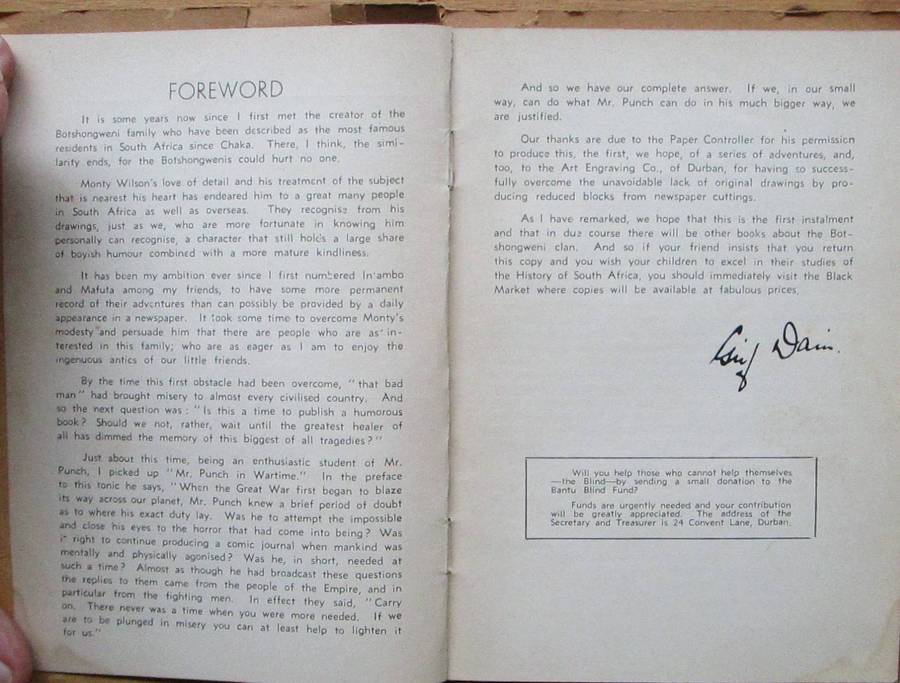 FOREWORD
It is some years now since I first met the creator of the
Botshongweni family who have been described as the most famous
residents in South Africa since Chaka. There, I think, the simi-
larity ends, for the Botshongwenis could hurt no one.
Monty Wilson's love of detail and his treatment of the subject
that is nearest his heart has endeared him to a great many people
in South Africa as well as overseas. They recognise from his
drawings, just as we, who are more fortunate in knowing him
personally can recognise, a character that still holds a large share
of boyish humour combined with a more mature kindliness.
It has been my ambition ever since I first numbered In'ambo
and Mafuta among my friends, to have some more permanent
record of their adventures than can possibly be provided by a daily
appearance in a newspaper. It took some time to overcome Monty's
modesty and persuade him that there are people who are as in-
terested in this family; who are as eager as I am to enjoy the
ingenuous antics of our little friends.
By the time this first obstacle had been overcome, "that bad
man" had brought misery to almost every civilised country. And
so the next question was: "Is this a time to publish a humorous
book? Should we not, rather, wait until the greatest healer of
all has dimmed the memory of this biggest of all tragedies?"
Just about this time, being an enthusiastic student of Mr.
Punch, I picked up "Mr. Punch in Wartime." In the preface
to this tonic he says, "When the Great War first began to blaze
its way across our planet, Mr. Punch knew a brief period of doubt
as to where his exact duty lay. Was he to attempt the impossible
and close his eyes to the horror that had come into being? Was
it right to continue producing a comic journal when mankind was
mentally and physically agonised? Was he, in short, needed at
such a time? Almost as though he had broadcast these questions
the replies to them came from the people of the Empire, and in
particular from the fighting men. In effect they said, "Carry
on. There never was a time when you were more needed. If we
are to be plunged in misery you can at least help to lighten it
for us."
And so we have our complete answer. If we, in our small
way, can do what Mr. Punch can do in his much bigger way, we
are justified.
Our thanks are due to the Paper Controller for his permission
to produce this, the first, we hope, of a series of adventures, and,
too, to the Art Engraving Co., of Durban, for having so success-
fully overcome the unavoidable lack of original drawings by pro-
ducing reduced blocks from newspaper cuttings.
As I have remarked, we hope that this is the first instalment
and that in due course there will be other books about the Bot-
shongweni clan. And so if your friend insists that you return
this copy and you wish your children to excel in their studies of
the History of South Africa, you should immediately visit the Black
Market where copies will be available at fabulous prices.
Will you help those who cannot help themselves
—the Blind—by sending a small donation to the
Bantu Blind Fund?
Funds are urgently needed and your contribution
will be greatly appreciated. The address of the
Secretary and Treasurer is 24 Convent Lane, Durban.